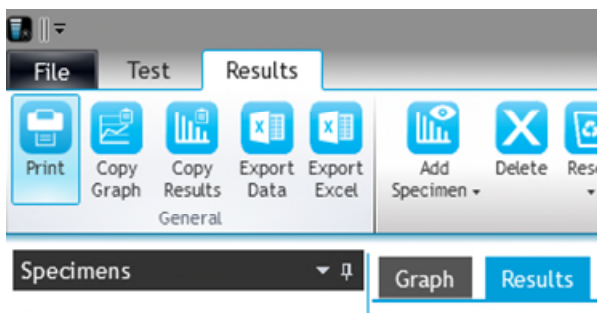 File Test Results
Print Copy Graph Copy Results Export Data Export Excel Add Specimen Delete
General
Specimens Graph Results